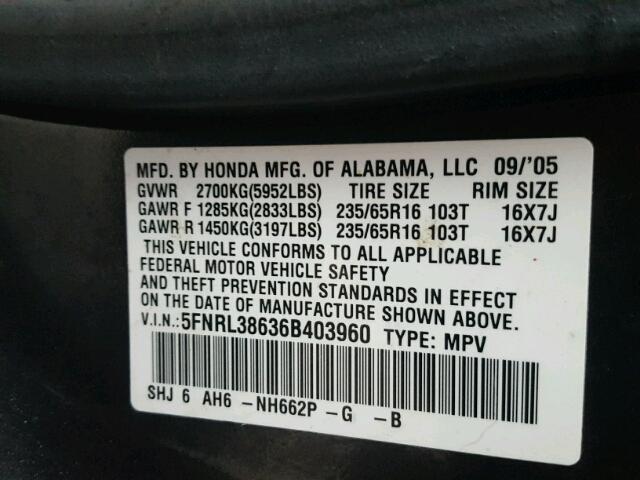 MFD. BY HONDA MFG. OF ALABAMA, LLC 09/'05
GVWR 2700KG(5952LBS) TIRE SIZE RIM SIZE
GAWR F 1285KG(2833LBS) 235/65R16 103T 16X7J
GAWR R 1450KG(3197LBS) 235/65R16 103T 16X7J
THIS VEHICLE CONFORMS TO ALL APPLICABLE
FEDERAL MOTOR VEHICLE SAFETY
AND THEFT PREVENTION STANDARDS IN EFFECT
ON THE DATE OF MANUFACTURE SHOWN ABOVE.
V.I.N.:5FNRL38636B403960 TYPE: MPV
SHJ 6 AH6 -NH662P -G -B